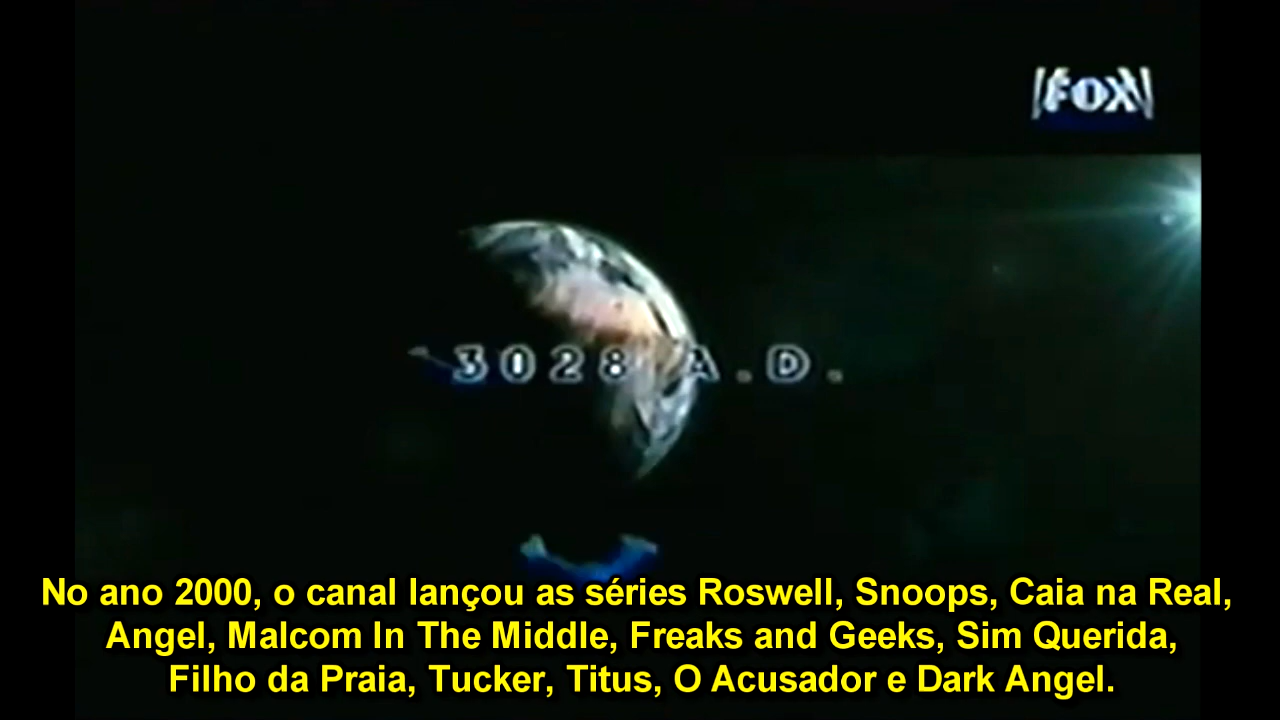 FOX
3028 A.D.
No ano 2000, o canal lançou as séries Roswell, Snoops, Caia na Real,
Angel, Malcom In The Middle, Freaks and Geeks, Sim Querida,
Filho da Praia, Tucker, Titus, O Acusador e Dark Angel.